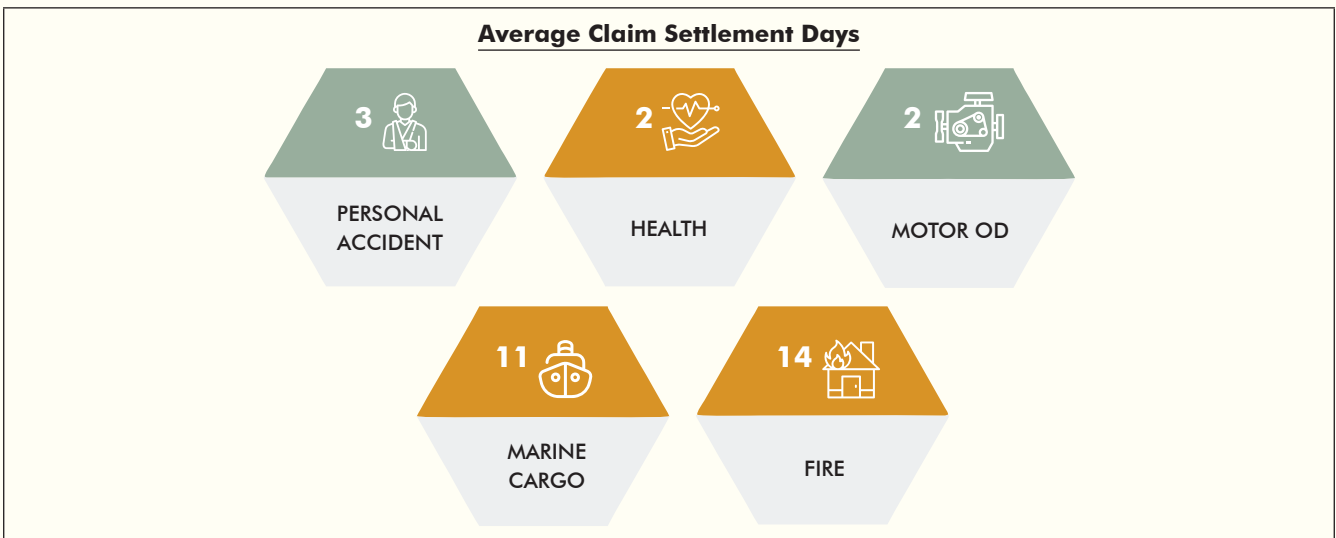 Average Claim Settlement Days
3
PERSONAL
ACCIDENT
2
HEALTH
2
MOTOR OD
11
MARINE
CARGO
14
FIRE